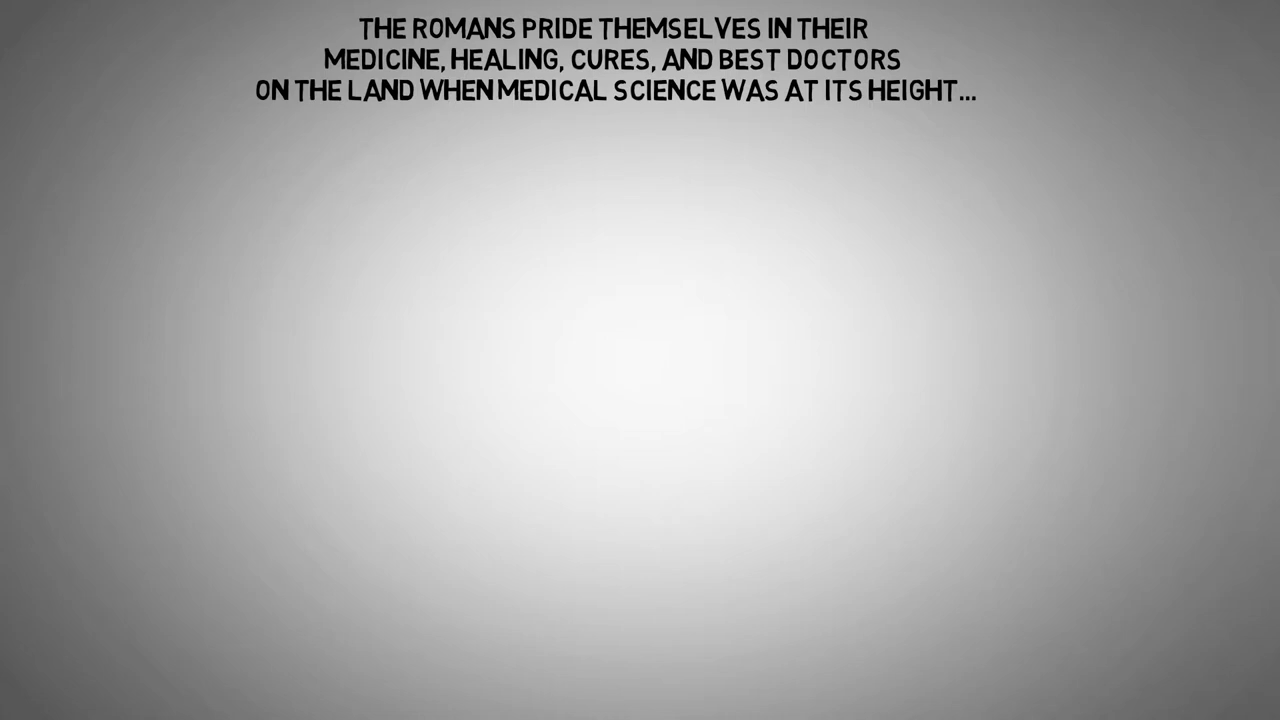 THE ROMANS PRIDE THEMSELVES IN THEIR
MEDICINE, HEALING, CURES, AND BEST DOCTORS
ON THE LAND WHEN MEDICAL SCIENCE WAS AT ITS HEIGHT...